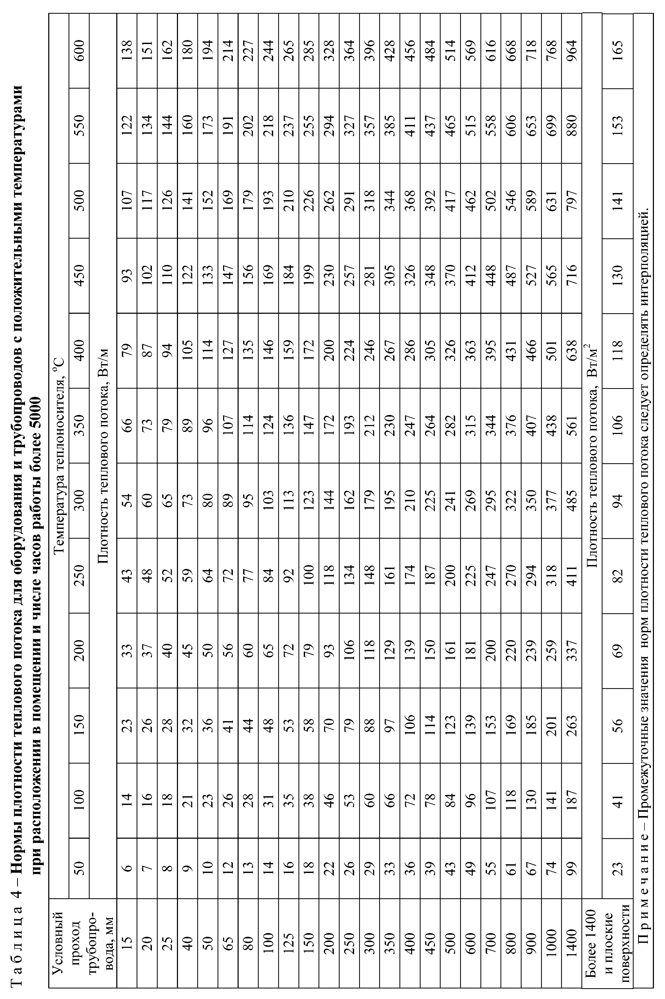 Т а б л и ц а 4 – Нормы плотности теплового потока для оборудования и трубопроводов с положительными температурами
при расположении в помещении и числе часов работы более 5000
Условный проход трубопро-вода, мм Температура теплоносителя, °С
50 100 150 200 250 300 350 400 450 500 550 600
Плотность теплового потока, Вт/м
15 6 14 23 33 43 54 66 79 93 107 122 138
20 7 16 26 37 48 60 73 87 102 117 134 151
25 8 18 28 40 52 65 79 94 110 126 144 162
40 9 21 32 45 59 73 89 105 122 141 160 180
50 10 23 36 50 64 80 96 114 133 152 173 194
65 12 26 41 56 72 89 107 127 147 169 191 214
80 13 28 44 60 77 95 114 135 156 179 202 227
100 14 31 48 65 84 103 124 146 169 193 218 244
125 16 35 53 72 92 113 136 159 184 210 237 265
150 18 38 58 79 100 123 147 172 199 226 255 285
200 22 46 70 93 118 144 172 200 230 262 294 328
250 26 53 79 106 134 162 193 224 257 291 327 364
300 29 60 88 118 148 179 212 246 281 318 357 396
350 33 66 97 129 161 195 230 267 305 344 385 428
400 36 72 106 139 174 210 247 286 326 368 411 456
450 39 78 114 150 187 225 264 305 348 392 437 484
500 43 84 123 161 200 241 282 326 370 417 465 514
600 49 96 139 181 225 269 315 363 412 462 515 569
700 55 107 153 200 247 295 344 395 448 502 558 616
800 61 118 169 220 270 322 376 431 487 546 606 668
900 67 130 185 239 294 350 407 466 527 589 653 718
1000 74 141 201 259 318 377 438 501 565 631 699 768
1400 99 187 263 337 411 485 561 638 716 797 880 964
Более 1400 и плоские поверхности Плотность теплового потока, Вт/м²
23 41 56 69 82 94 106 118 130 141 153 165
П р и м е ч а н и е – Промежуточные значения норм плотности теплового потока следует определять интерполяцией.